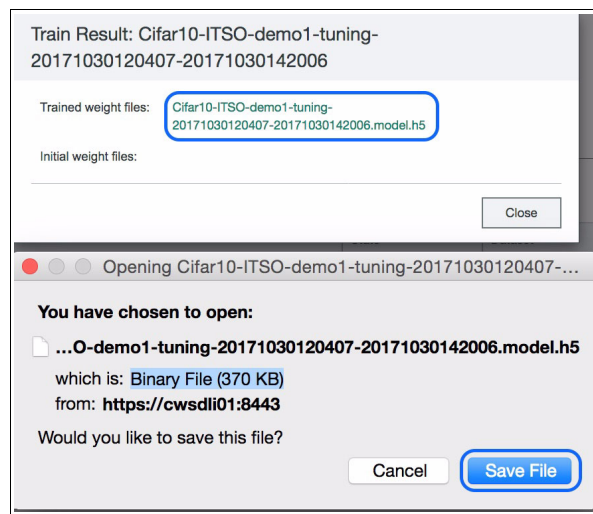 Train Result: Cifar10-ITSO-demo1-tuning-
20171030120407-20171030142006
Trained weight files:
Cifar10-ITSO-demo1-tuning-
20171030120407-20171030142006.model.h5
Initial weight files:
Close
Opening Cifar10-ITSO-demo1-tuning-20171030120407-...
You have chosen to open:
...O-demo1-tuning-20171030120407-20171030142006.model.h5
which is: Binary File (370 KB)
from: https://cwsdli01:8443
Would you like to save this file?
Cancel
Save File